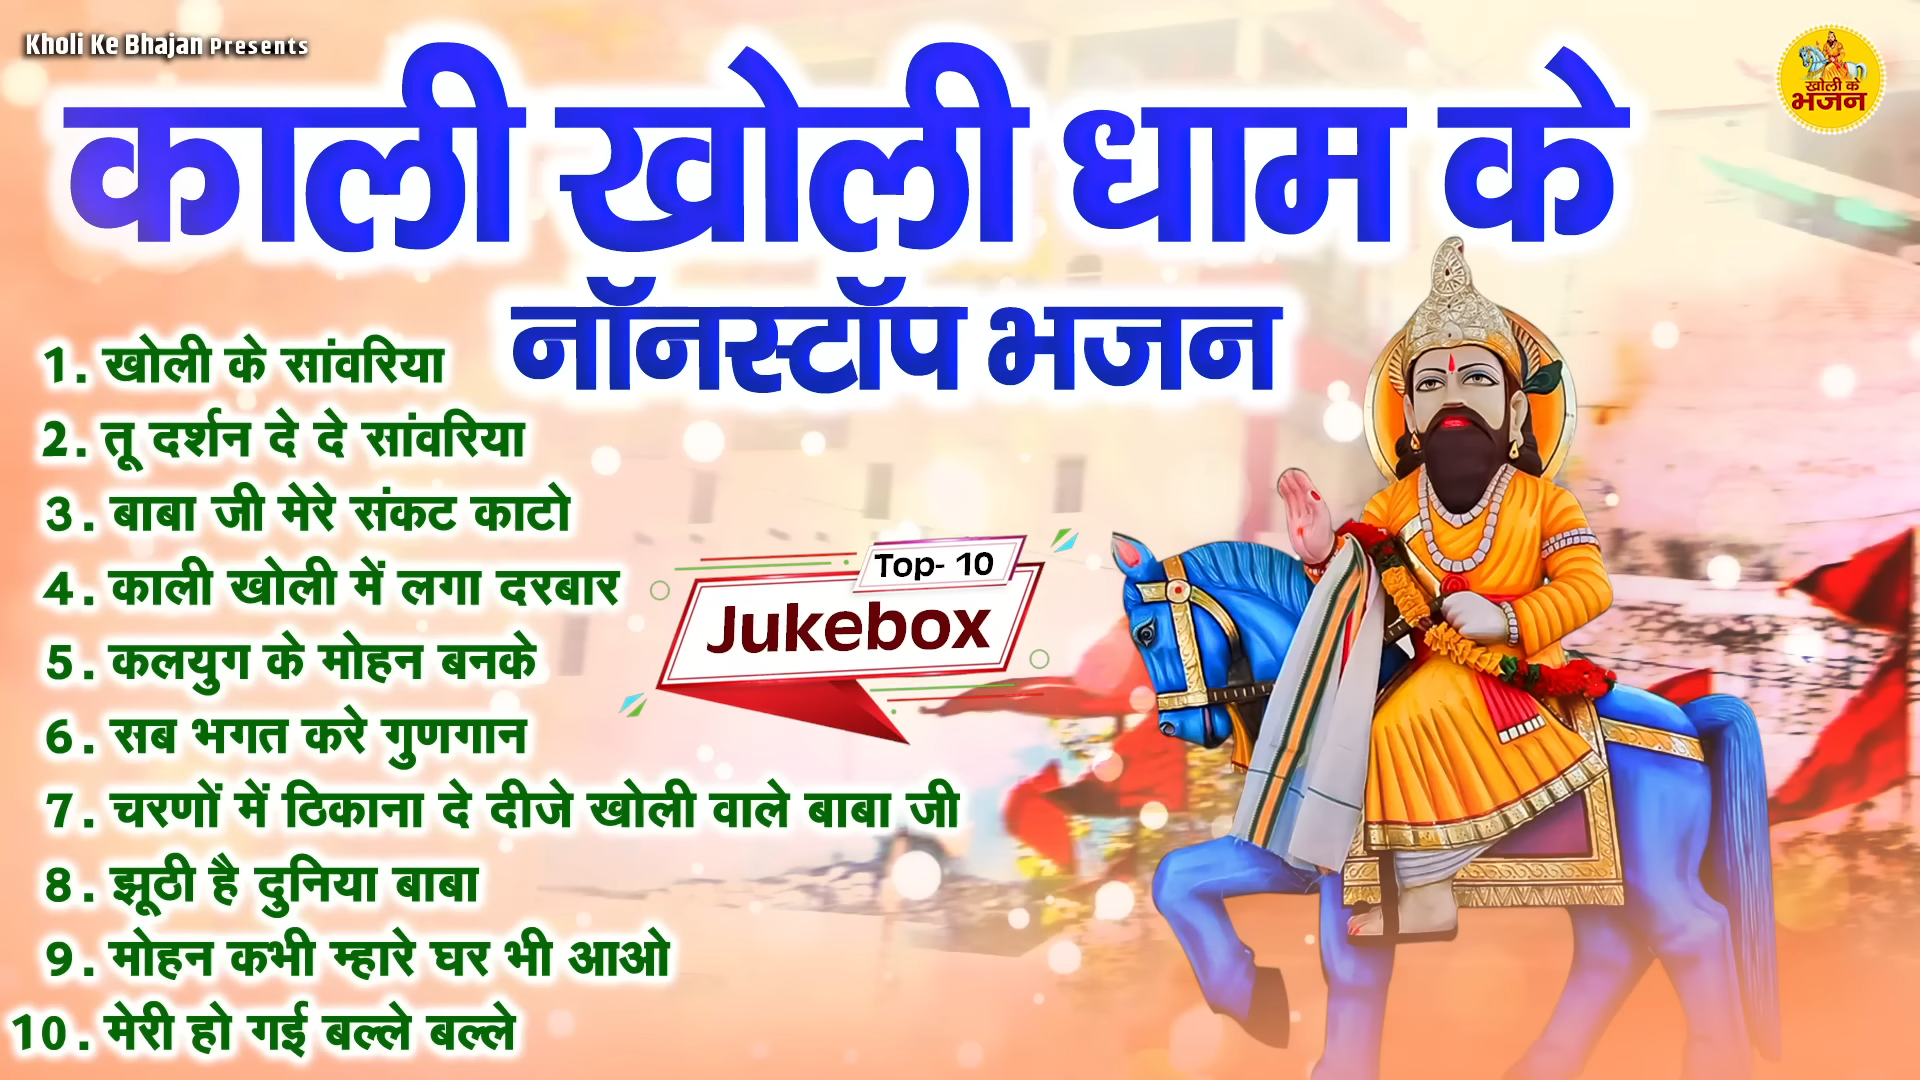 Kholi Ke Bhajan Presents
खोली के
भजन
काली खोली धाम के
नॉनस्टॉप भजन
1. खोली के सांवरिया
2. तू दर्शन दे दे सांवरिया
3. बाबा जी मेरे संकट काटो
4. काली खोली में लगा दरबार
5. कलयुग के मोहन बनके
6. सब भगत करे गुणगान
7. चरणों में ठिकाना दे दीजे खोली वाले बाबा जी
8. झूठी है दुनिया बाबा
9. मोहन कभी म्हारे घर भी आओ
10. मेरी हो गई बल्ले बल्ले
Top- 10
Jukebox